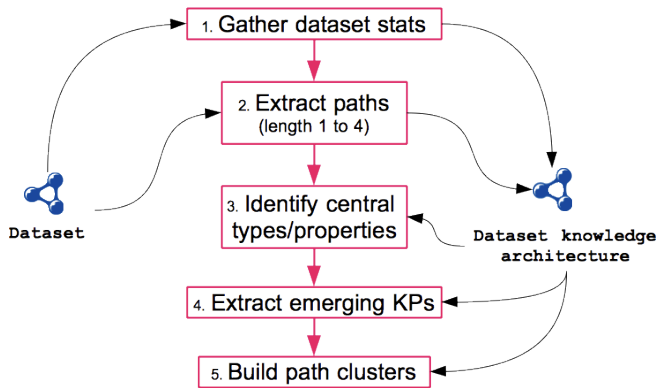 1. Gather dataset stats
2. Extract paths
(length 1 to 4)
3. Identify central
types/properties
Dataset
Dataset knowledge
architecture
4. Extract emerging KPs
5. Build path clusters